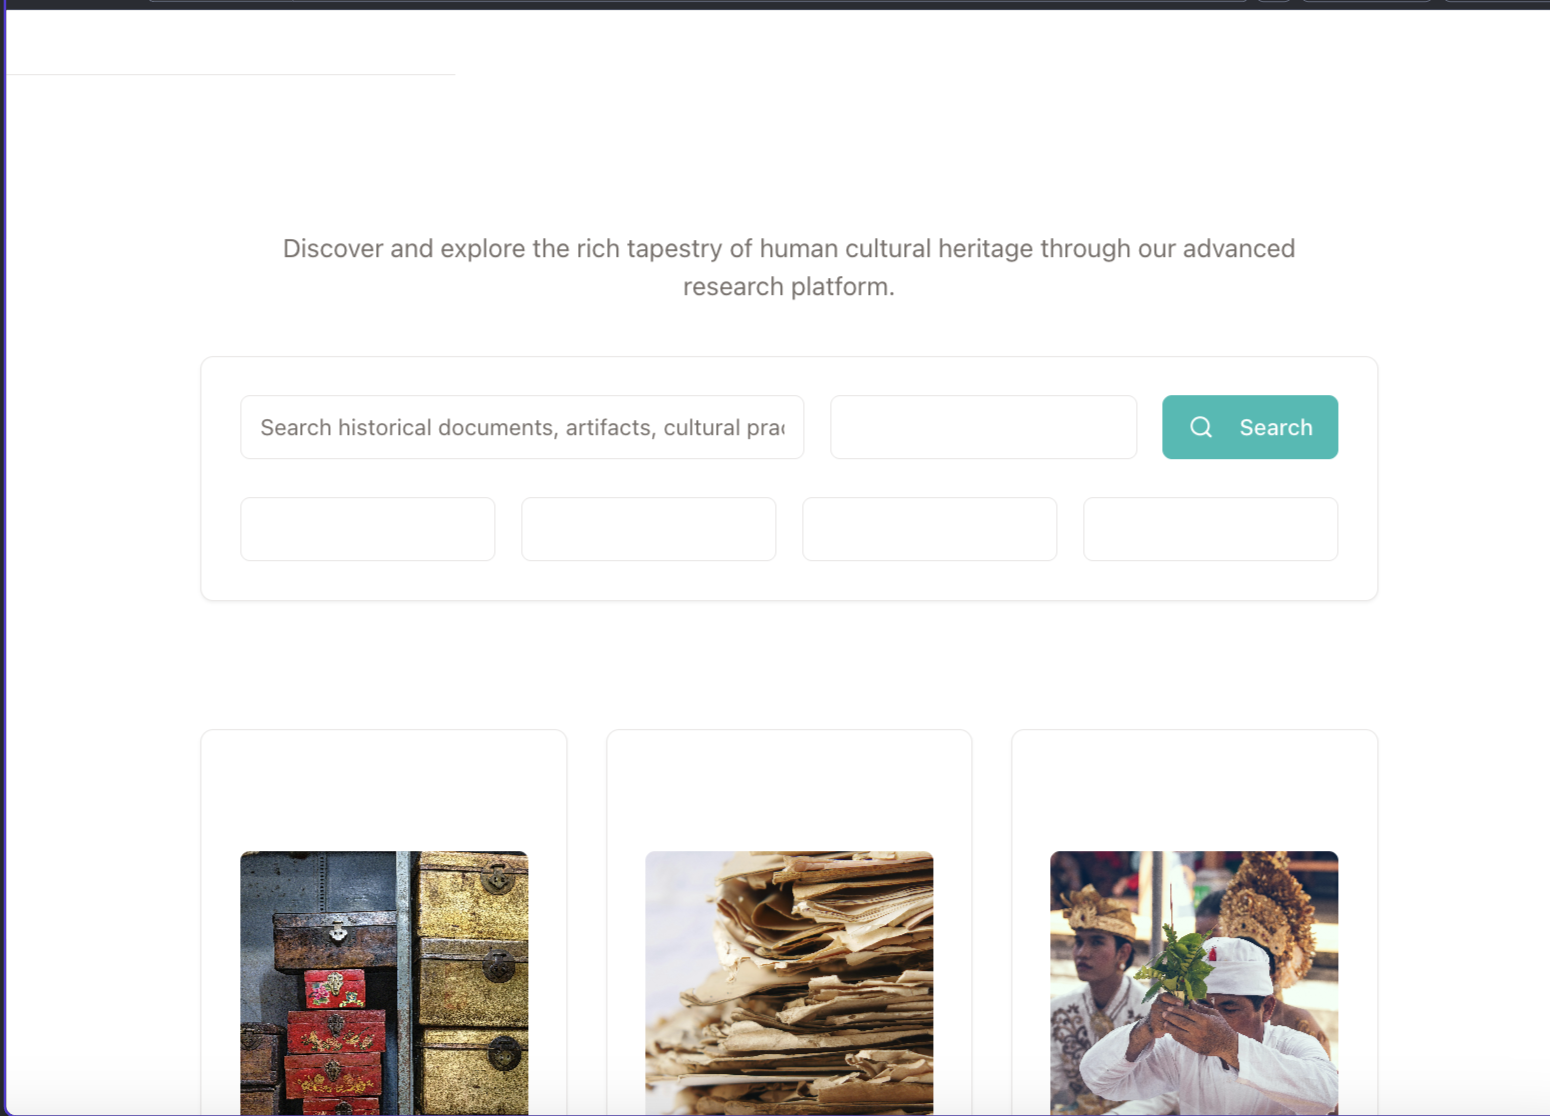 Discover and explore the rich tapestry of human cultural heritage through our advanced
research platform.
Search historical documents, artifacts, cultural
Search